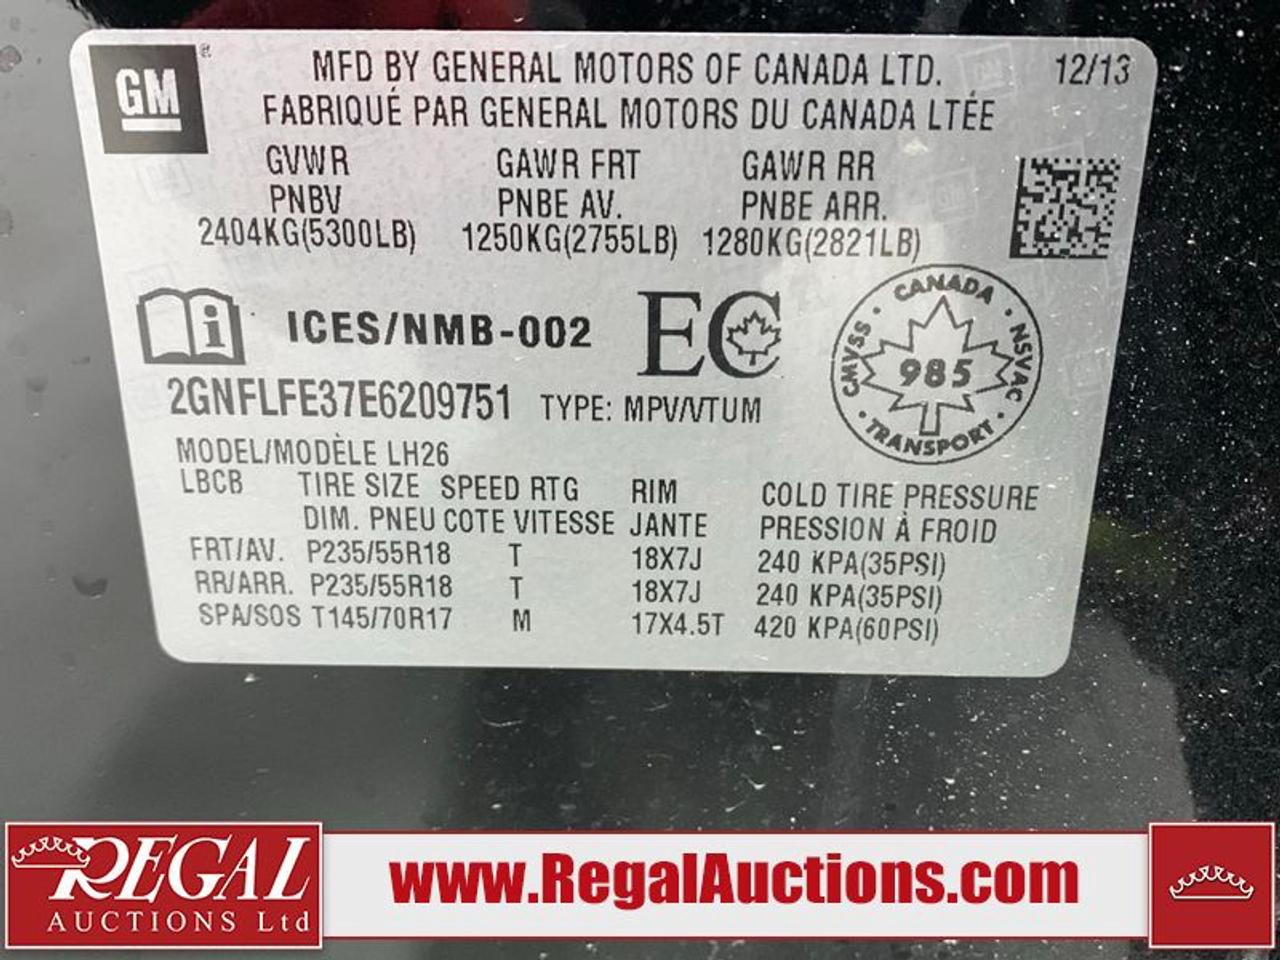 GM
MFD BY GENERAL MOTORS OF CANADA LTD. 12/13
FABRIQUÉ PAR GENERAL MOTORS DU CANADA LTÉE
GVWR GAWR FRT GAWR RR
PNBV PNBE AV. PNBE ARR.
2404KG(5300LB) 1250KG(2755LB) 1280KG(2821LB)
ICES/NMB-002 EC
CANADA
CMVSS 985 NSVAC
TRANSPORT
2GNFLFE37E6209751 TYPE: MPV/VTUM
MODEL/MODÈLE LH26
LBCB TIRE SIZE SPEED RTG RIM COLD TIRE PRESSURE
DIM. PNEU COTE VITESSE JANTE PRESSION À FROID
FRT/AV. P235/55R18 T 18X7J 240 KPA(35PSI)
RR/ARR. P235/55R18 T 18X7J 240 KPA(35PSI)
SPA/SOS T145/70R17 M 17X4.5T 420 KPA(60PSI)
REGAL
AUCTIONS Ltd
www.RegalAuctions.com